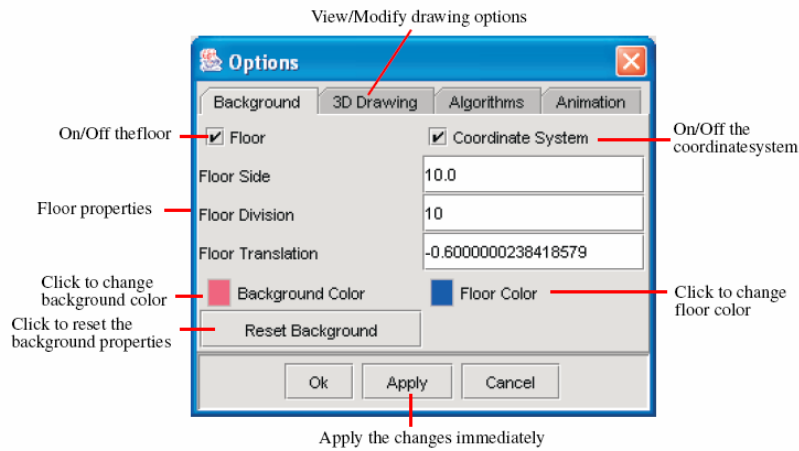 View/Modify drawing options
Options
Background 3D Drawing Algorithms Animation
On/Off thefloor
Floor
Coordinate System
On/Off the
coordinatesystem
Floor Side 10.0
Floor properties
Floor Division 10
Floor Translation -0.6000000238418579
Click to change
background color
Background Color
Floor Color
Click to change
floor color
Click to reset the
background properties
Reset Background
Ok Apply Cancel
Apply the changes immediately